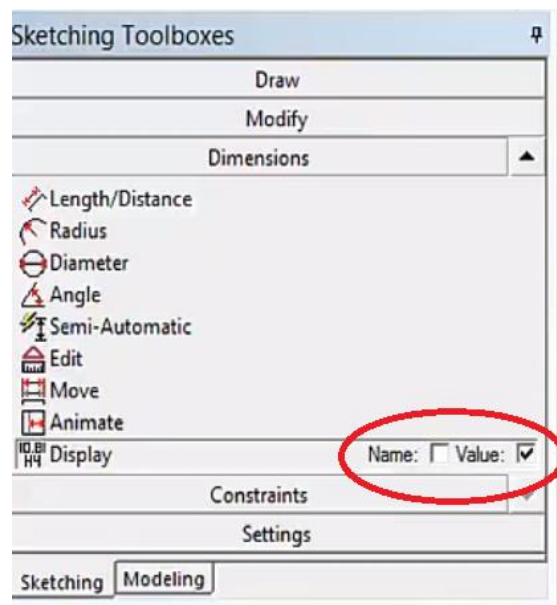 Sketching Toolboxes
Draw
Modify
Dimensions
Length/Distance
Radius
Diameter
Angle
Semi-Automatic
Edit
Move
Animate
Display Name: Value:
Constraints
Settings
Sketching Modeling